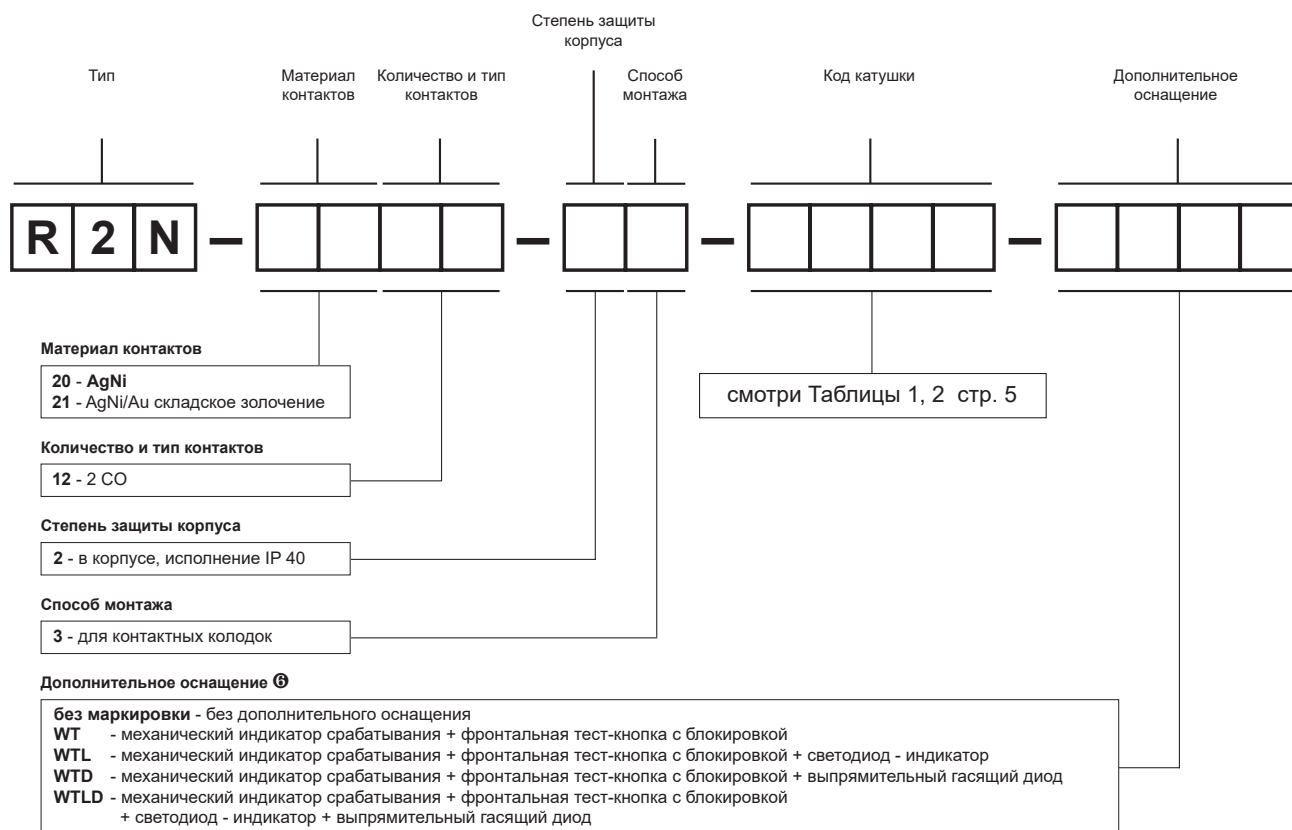 Степень защиты
корпуса
Тип
Материал
контактов
Количество и тип
контактов
Способ
монтажа
Код катушки
Дополнительное
оснащение
R 2 N – – – –
Материал контактов
20 - AgNi
21 - AgNi/Au складское золочение
смотри Таблицы 1, 2 стр. 5
Количество и тип контактов
12 - 2 CO
Степень защиты корпуса
2 - в корпусе, исполнение IP 40
Способ монтажа
3 - для контактных колодок
Дополнительное оснащение ❻
без маркировки - без дополнительного оснащения
WT - механический индикатор срабатывания + фронтальная тест-кнопка с блокировкой
WTL - механический индикатор срабатывания + фронтальная тест-кнопка с блокировкой + светодиод - индикатор
WTD - механический индикатор срабатывания + фронтальная тест-кнопка с блокировкой + выпрямительный гасящий диод
WTLD - механический индикатор срабатывания + фронтальная тест-кнопка с блокировкой
+ светодиод - индикатор + выпрямительный гасящий диод